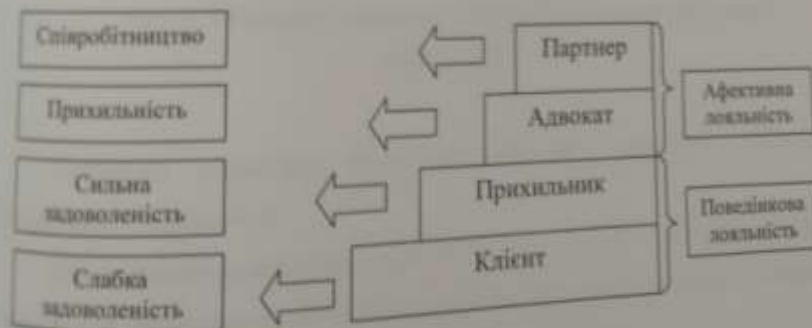 Співробітництво
Партнер
Афективна
лояльність
Прихильність
Адвокат
Сильна
задоволеність
Прихильник
Поведінкова
лояльність
Слабка
задоволеність
Клієнт